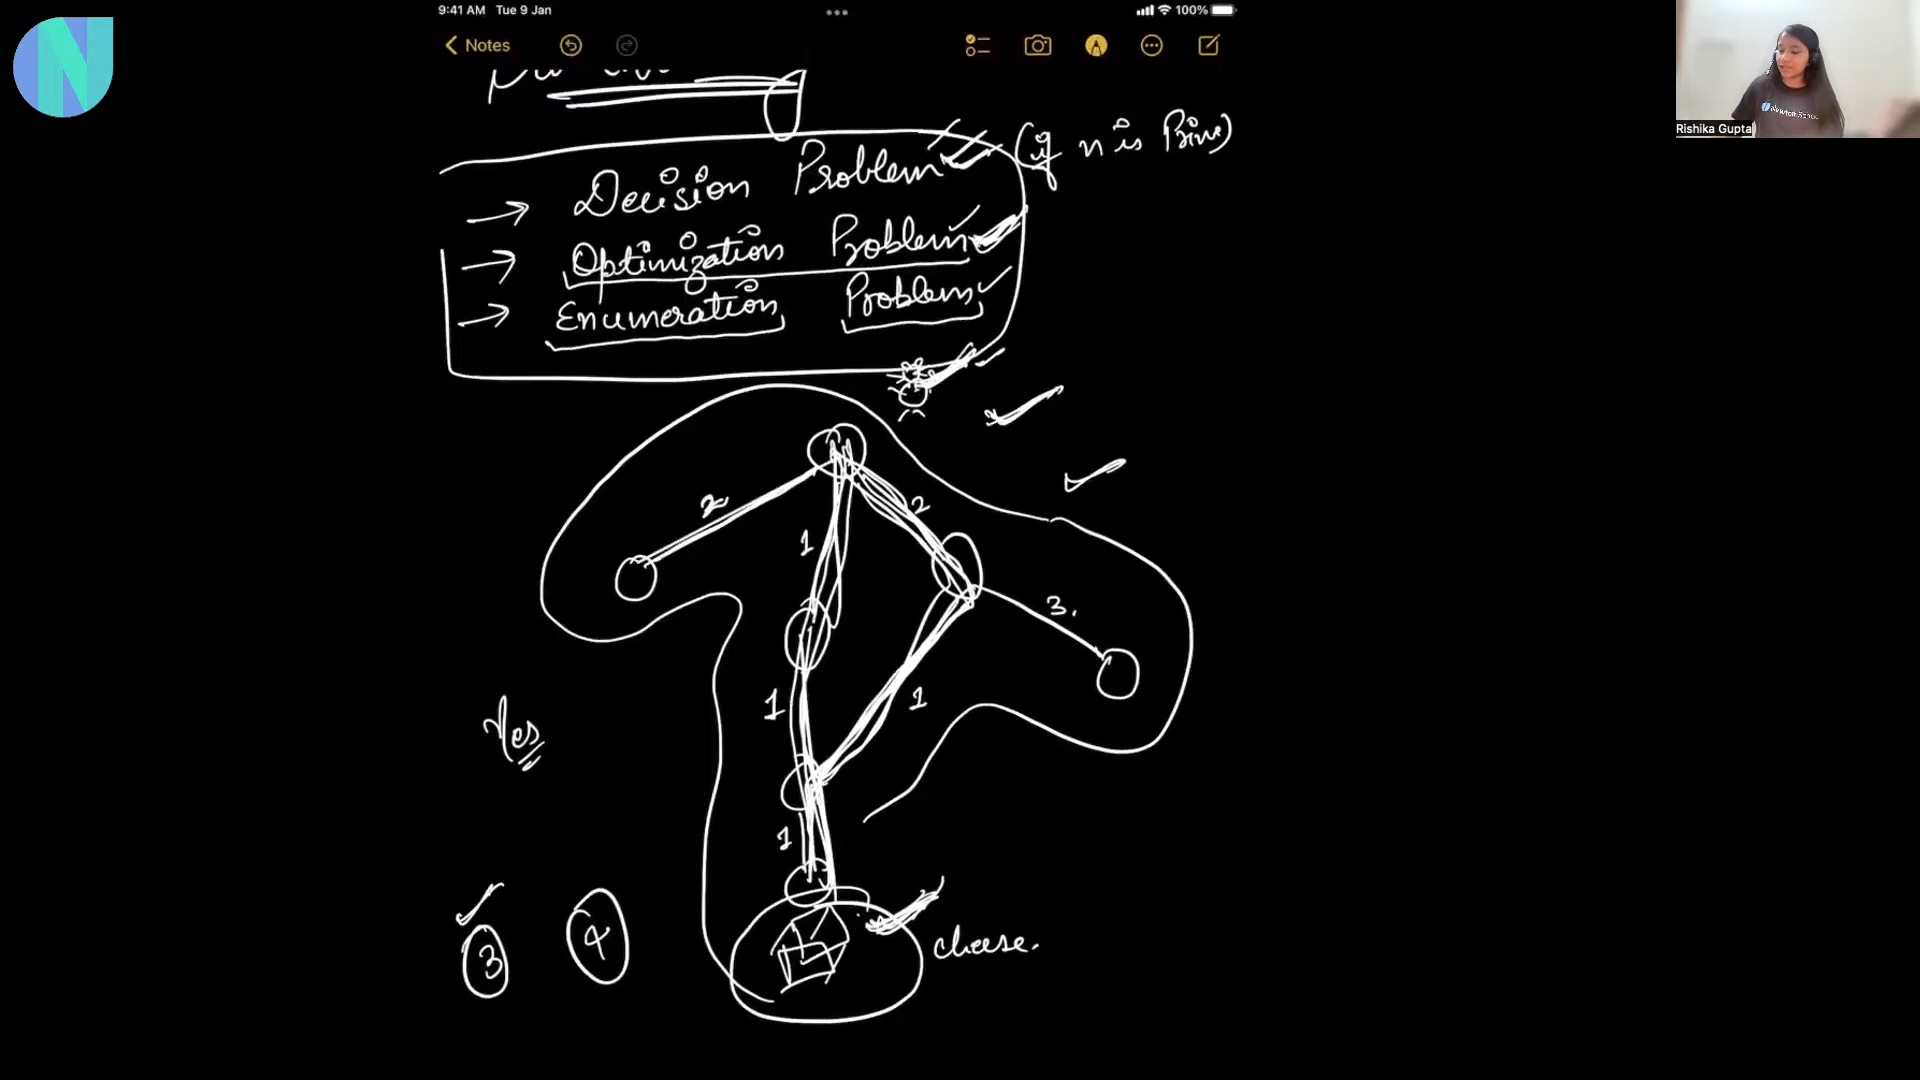 9:41 AM Tue 9 Jan
100%
Notes
→ Decision Problem (if n is Prime)
→ Optimization Problem
→ Enumeration Problem
2
1
2
3.
1
1
Yes
1
3
4
cheese.
Rishika Gupta